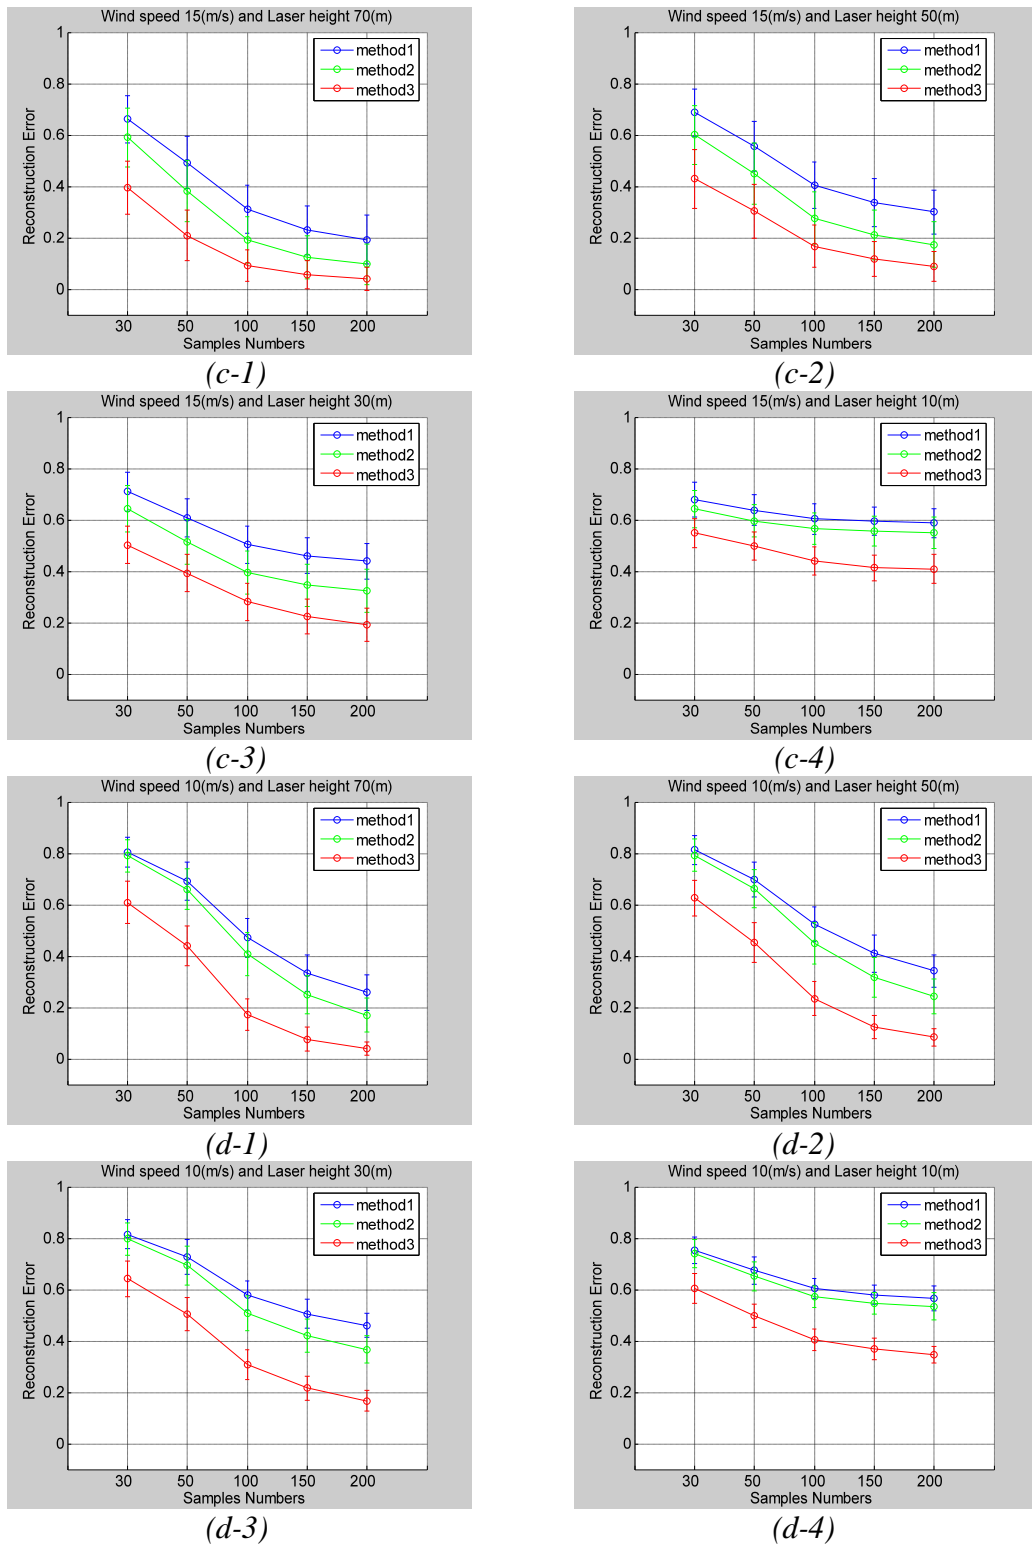 Wind speed 15(m/s) and Laser height 70(m)
Reconstruction Error
1
0.8
0.6
0.4
0.2
0
method1
method2
method3
30 50 100 150 200
Samples Numbers
(c-1)
Wind speed 15(m/s) and Laser height 50(m)
Reconstruction Error
1
0.8
0.6
0.4
0.2
0
method1
method2
method3
30 50 100 150 200
Samples Numbers
(c-2)
Wind speed 15(m/s) and Laser height 30(m)
Reconstruction Error
1
0.8
0.6
0.4
0.2
0
method1
method2
method3
30 50 100 150 200
Samples Numbers
(c-3)
Wind speed 15(m/s) and Laser height 10(m)
Reconstruction Error
1
0.8
0.6
0.4
0.2
0
method1
method2
method3
30 50 100 150 200
Samples Numbers
(c-4)
Wind speed 10(m/s) and Laser height 70(m)
Reconstruction Error
1
0.8
0.6
0.4
0.2
0
method1
method2
method3
30 50 100 150 200
Samples Numbers
(d-1)
Wind speed 10(m/s) and Laser height 50(m)
Reconstruction Error
1
0.8
0.6
0.4
0.2
0
method1
method2
method3
30 50 100 150 200
Samples Numbers
(d-2)
Wind speed 10(m/s) and Laser height 30(m)
Reconstruction Error
1
0.8
0.6
0.4
0.2
0
method1
method2
method3
30 50 100 150 200
Samples Numbers
(d-3)
Wind speed 10(m/s) and Laser height 10(m)
Reconstruction Error
1
0.8
0.6
0.4
0.2
0
method1
method2
method3
30 50 100 150 200
Samples Numbers
(d-4)